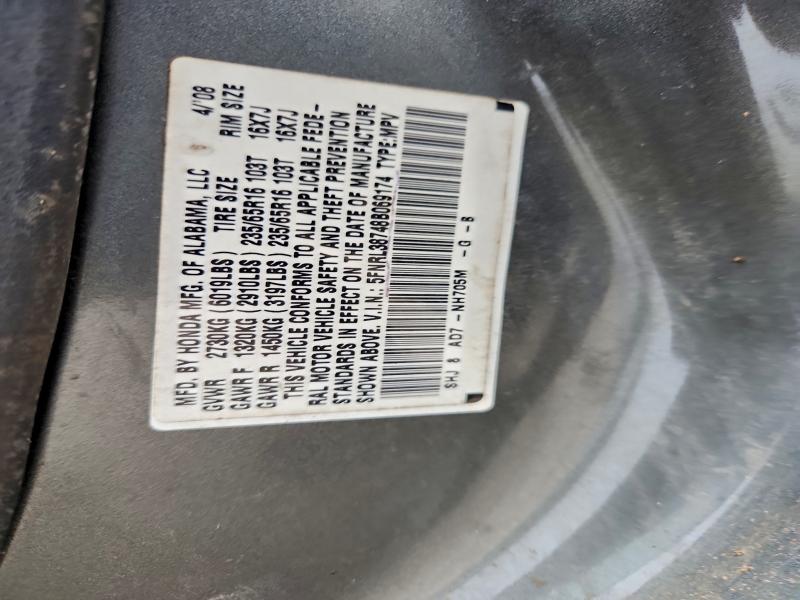 MFD. BY HONDA MFG. OF ALABAMA, LLC 4/'08
GVWR 2730KG (6019LBS) TIRE SIZE RIM SIZE
GAWR F 1320KG (2910LBS) 235/65R16 103T 16X7J
GAWR R 1450KG (3197LBS) 235/65R16 103T 16X7J
THIS VEHICLE CONFORMS TO ALL APPLICABLE FEDE-
RAL MOTOR VEHICLE SAFETY AND THEFT PREVENTION
STANDARDS IN EFFECT ON THE DATE OF MANUFACTURE
SHOWN ABOVE. V.I.N.: 5FNRL38748B069174 TYPE:MPV
SHJ 8 AD7 -NH705M -G -B